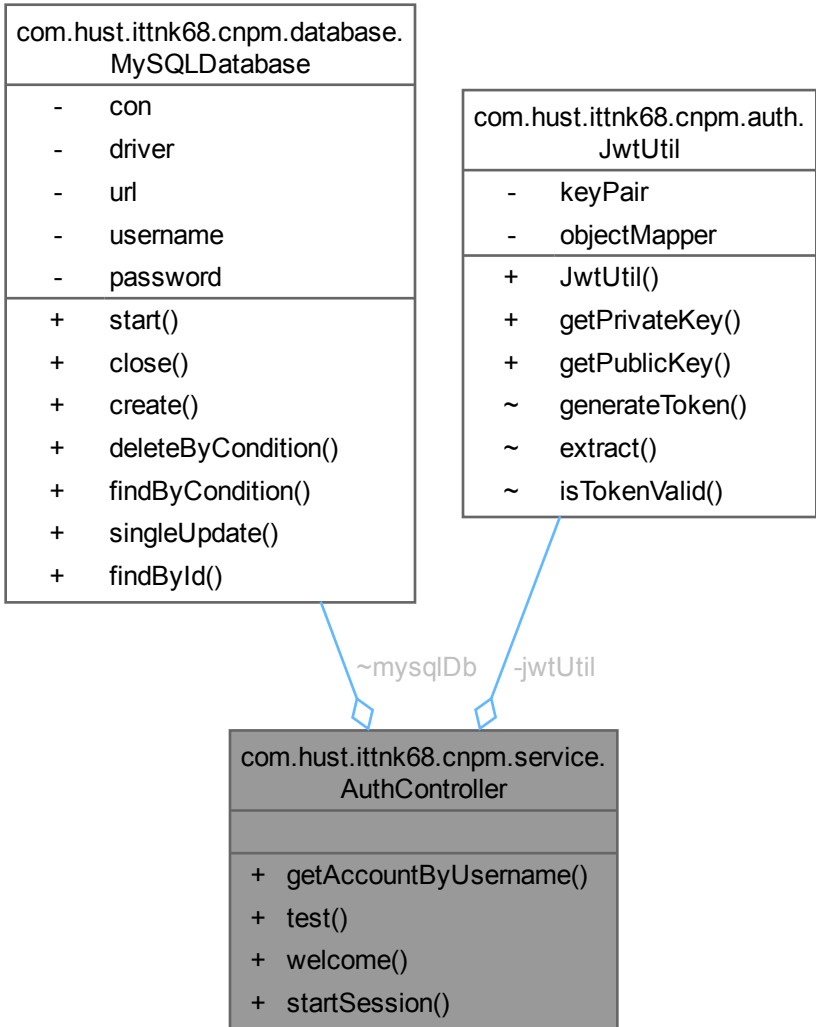 com.hust.ittnk68.cnpm.database.
MySQLDatabase
- con
- driver
- url
- username
- password
+ start()
+ close()
+ create()
+ deleteByCondition()
+ findByCondition()
+ singleUpdate()
+ findById()
com.hust.ittnk68.cnpm.auth.
JwtUtil
- keyPair
- objectMapper
+ JwtUtil()
+ getPrivateKey()
+ getPublicKey()
~ generateToken()
~ extract()
~ isTokenValid()
~mysqlDb
-jwtUtil
com.hust.ittnk68.cnpm.service.
AuthController
+ getAccountByUsername()
+ test()
+ welcome()
+ startSession()